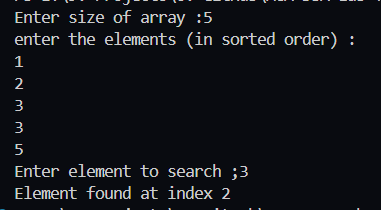 Enter size of array :5
enter the elements (in sorted order) :
1
2
3
3
5
Enter element to search ;3
Element found at index 2